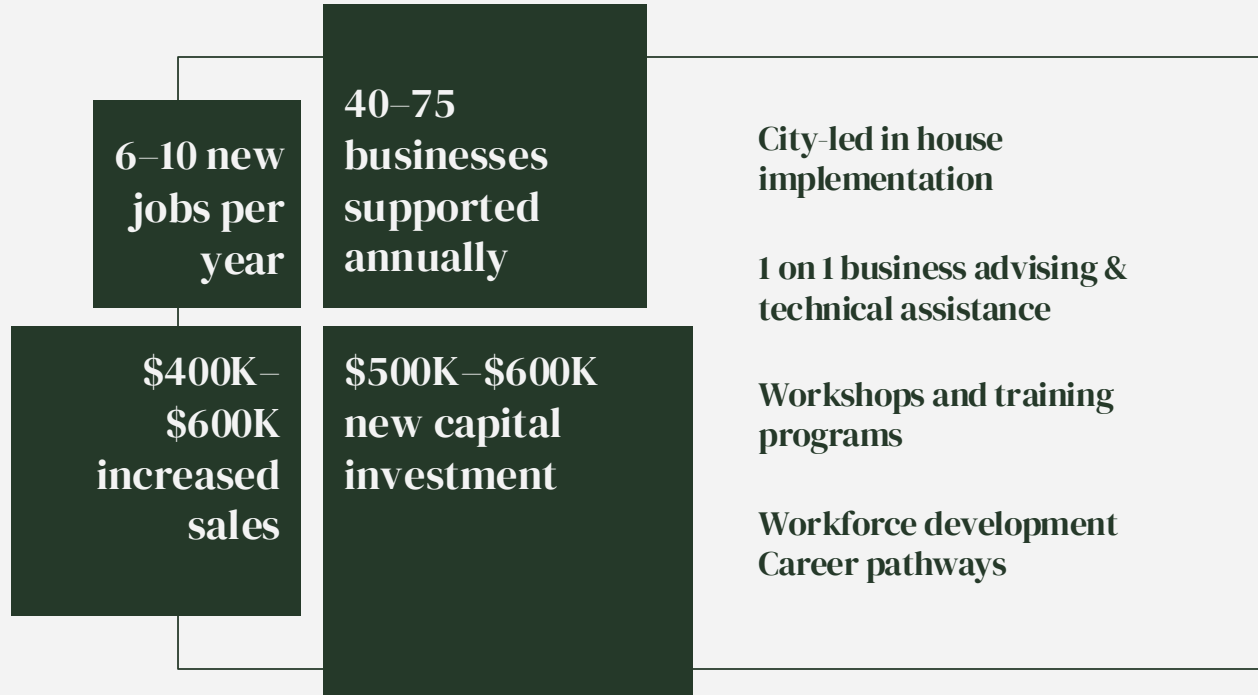 6–10 new
jobs per
year
40–75
businesses
supported
annually
$400K–
$600K
increased
sales
$500K–$600K
new capital
investment
City-led in house
implementation
1 on 1 business advising &
technical assistance
Workshops and training
programs
Workforce development
Career pathways